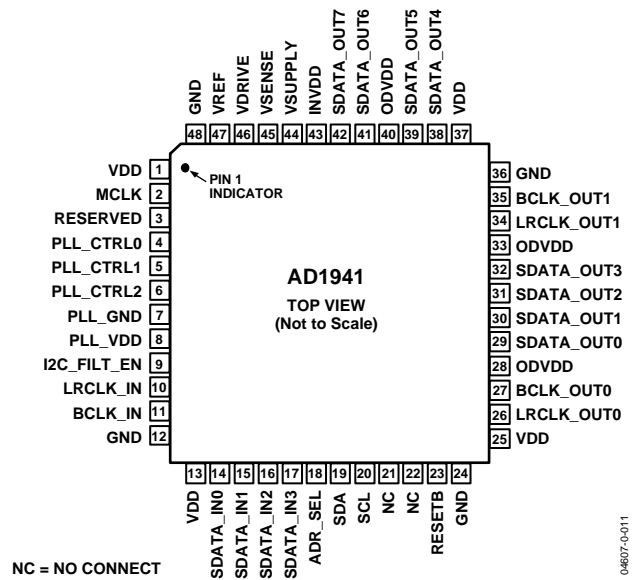 GND
VREF
VDRIVE
VSENSE
VSUPPLY
INVDD
SDATA_OUT7
SDATA_OUT6
ODVDD
SDATA_OUT5
SDATA_OUT4
VDD
48 47 46 45 44 43 42 41 40 39 38 37
VDD 1
MCLK 2
RESERVED 3
PLL_CTRL0 4
PLL_CTRL1 5
PLL_CTRL2 6
PLL_GND 7
PLL_VDD 8
I2C_FILT_EN 9
LRCLK_IN 10
BCLK_IN 11
GND 12
PIN 1
INDICATOR
AD1941
TOP VIEW
(Not to Scale)
36 GND
35 BCLK_OUT1
34 LRCLK_OUT1
33 ODVDD
32 SDATA_OUT3
31 SDATA_OUT2
30 SDATA_OUT1
29 SDATA_OUT0
28 ODVDD
27 BCLK_OUT0
26 LRCLK_OUT0
25 VDD
13 14 15 16 17 18 19 20 21 22 23 24
VDD
SDATA_IN0
SDATA_IN1
SDATA_IN2
SDATA_IN3
ADR_SEL
SDA
SCL
NC
NC
RESETB
GND
NC = NO CONNECT
04607-0-011